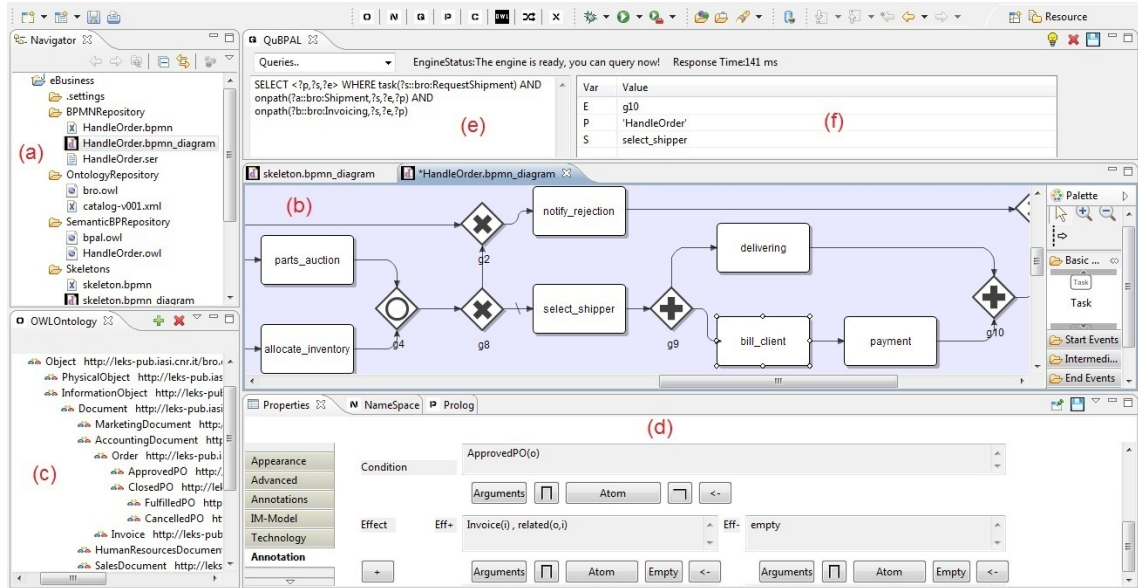 O N Q P C OWL X
Resource
Navigator
eBusiness
.settings
BPMNRepository
HandleOrder.bpmn
HandleOrder.bpmn_diagram
HandleOrder.ser
OntologyRepository
bro.owl
catalog-v001.xml
SemanticBPRepository
bpal.owl
HandleOrder.owl
Skeletons
skeleton.bpmn
skeleton.bpmn_diagram
(a)
QuBPAL
Queries..
EngineStatus:The engine is ready, you can query now! Response Time:141 ms
SELECT <?p,?s,?e> WHERE task(?s::bro:RequestShipment) AND
onpath(?a::bro:Shipment,?s,?e,?p) AND
onpath(?b::bro:Invoicing,?s,?e,?p)
(e)
Var Value
E g10
P 'HandleOrder'
S select_shipper
(f)
skeleton.bpmn_diagram
*HandleOrder.bpmn_diagram
(b)
notify_rejection
g2
parts_auction
delivering
g4
g8
select_shipper
g9
g10
allocate_inventory
bill_client
payment
Palette
Basic ...
Task
Task
Start Events
Intermedi...
End Events
OWLOntology
Object http://leks-pub.iasi.cnr.it/bro.
PhysicalObject http://leks-pub.ias
InformationObject http://leks-pub
Document http://leks-pub.iasi
MarketingDocument http:/
AccountingDocument http
Order http://leks-pub.i
ApprovedPO http:/
ClosedPO http://lek
FulfilledPO http
CancelledPO ht
Invoice http://leks-pub
HumanResourcesDocumen
SalesDocument http://leks
(c)
Properties
N NameSpace
P Prolog
(d)
Appearance
Advanced
Annotations
IM-Model
Technology
Annotation
Condition
ApprovedPO(o)
Arguments Atom <-
Effect Eff+ Invoice(i) , related(o,i) Eff- empty
+ Arguments Atom Empty <- Arguments Atom Empty <-